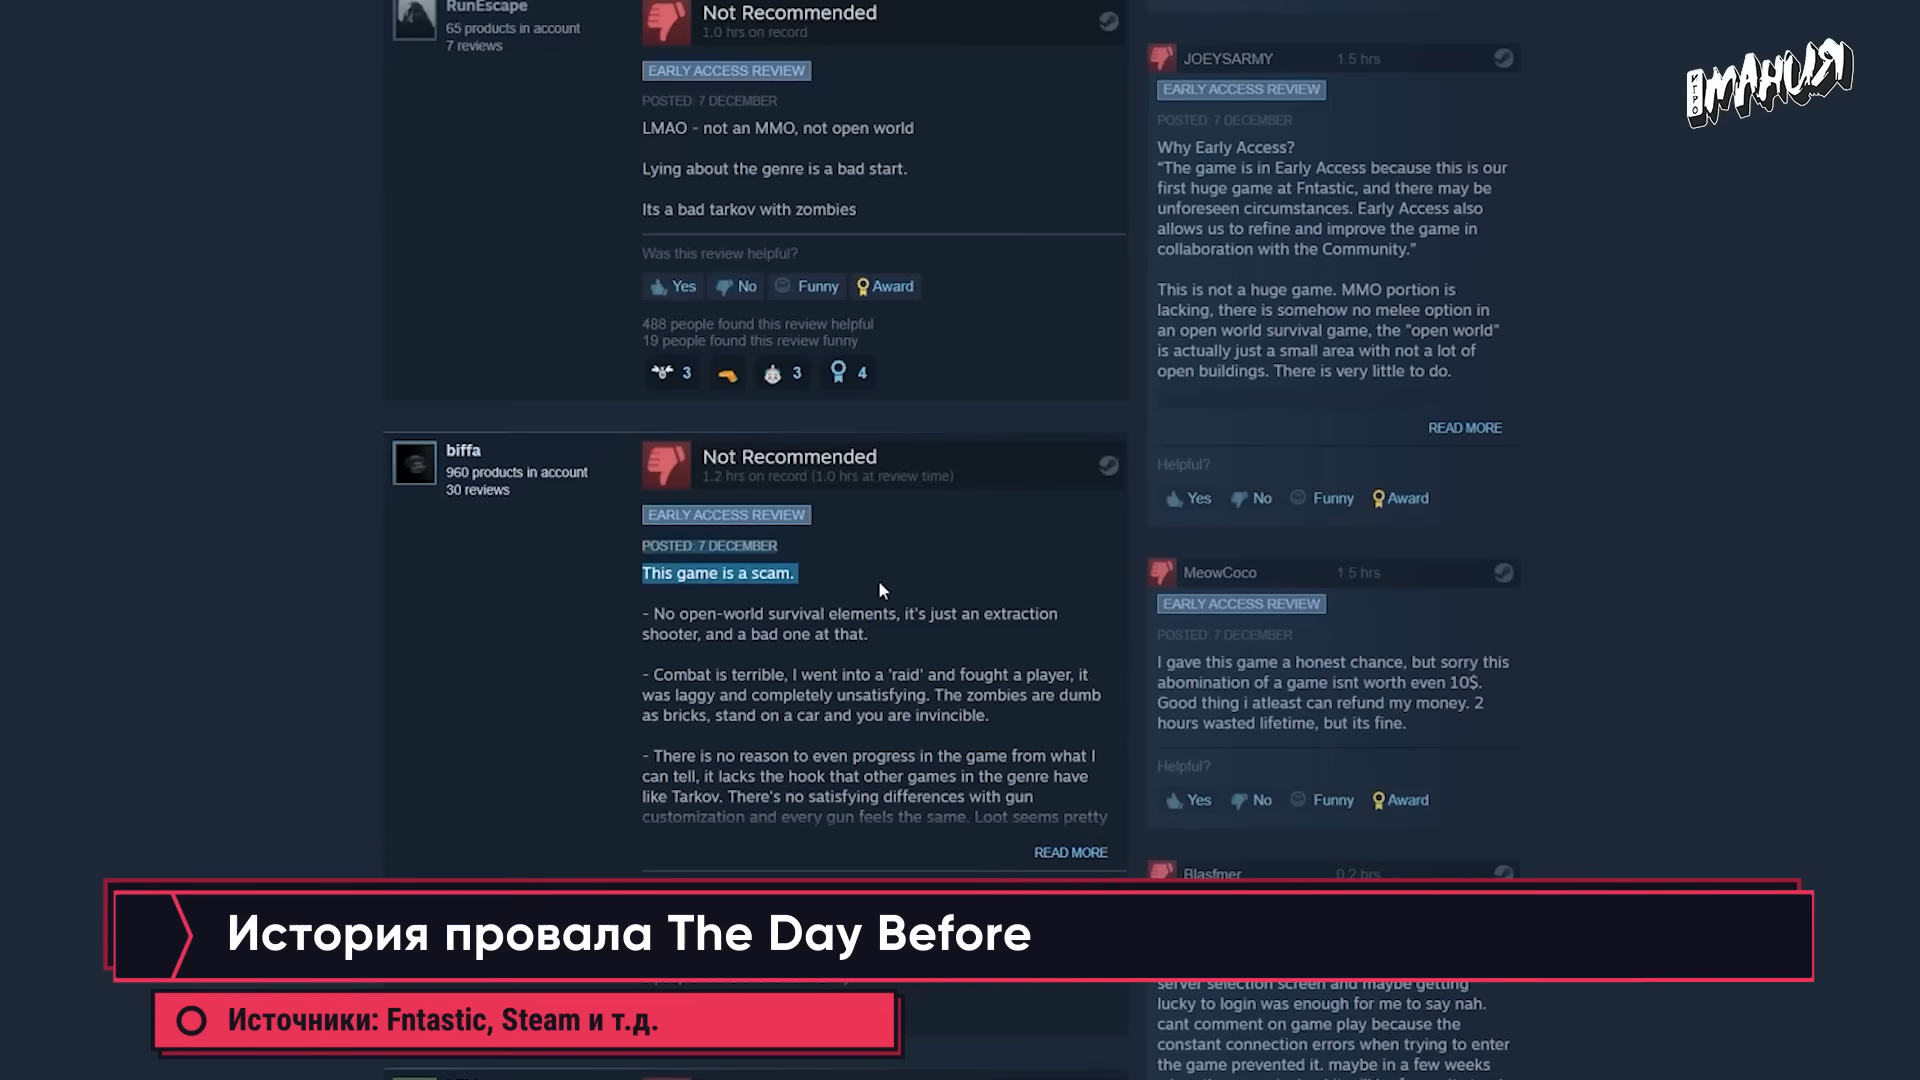 RunEscape
65 products in account
7 reviews
Not Recommended
1.0 hrs on record
EARLY ACCESS REVIEW
POSTED: 7 DECEMBER
LMAO - not an MMO, not open world
Lying about the genre is a bad start.
Its a bad tarkov with zombies
Was this review helpful?
Yes No Funny Award
488 people found this review helpful
19 people found this review funny
3 3 4
biffa
960 products in account
30 reviews
Not Recommended
1.2 hrs on record (1.0 hrs at review time)
EARLY ACCESS REVIEW
POSTED: 7 DECEMBER
This game is a scam.
- No open-world survival elements, it's just an extraction
shooter, and a bad one at that.
- Combat is terrible, I went into a 'raid' and fought a player, it
was laggy and completely unsatisfying. The zombies are dumb
as bricks, stand on a car and you are invincible.
- There is no reason to even progress in the game from what I
can tell, it lacks the hook that other games in the genre have
like Tarkov. There's no satisfying differences with gun
customization and every gun feels the same. Loot seems pretty
READ MORE
JOEYSARMY 1.5 hrs
EARLY ACCESS REVIEW
POSTED: 7 DECEMBER
Why Early Access?
“The game is in Early Access because this is our
first huge game at Fntastic, and there may be
unforeseen circumstances. Early Access also
allows us to refine and improve the game in
collaboration with the Community.”
This is not a huge game. MMO portion is
lacking, there is somehow no melee option in
an open world survival game, the "open world"
is actually just a small area with not a lot of
open buildings. There is very little to do.
READ MORE
Helpful?
Yes No Funny Award
MeowCoco 1.5 hrs
EARLY ACCESS REVIEW
POSTED: 7 DECEMBER
I gave this game a honest chance, but sorry this
abomination of a game isnt worth even 10$.
Good thing i atleast can refund my money. 2
hours wasted lifetime, but its fine.
Helpful?
Yes No Funny Award
Blasfmer 0.2 hrs
server selection screen and maybe getting
lucky to login was enough for me to say nah.
cant comment on game play because the
constant connection errors when trying to enter
the game prevented it. maybe in a few weeks
ИГРО МАНИЯ
История провала The Day Before
Источники: Fntastic, Steam и т.д.